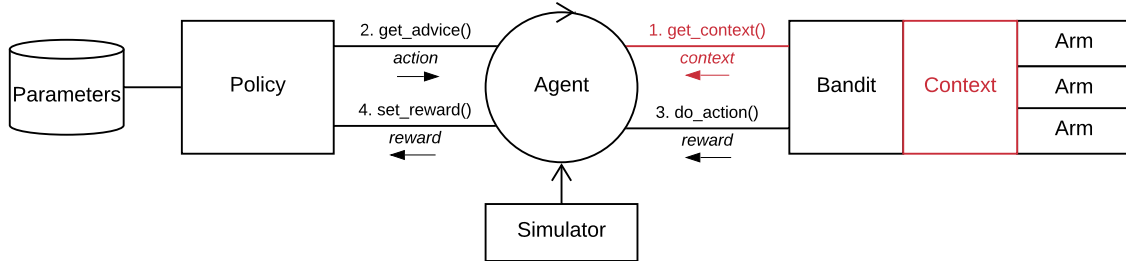 Parameters
Policy
2. get_advice()
action
4. set_reward()
reward
Agent
1. get_context()
context
3. do_action()
reward
Bandit
Context
Arm
Arm
Arm
Simulator